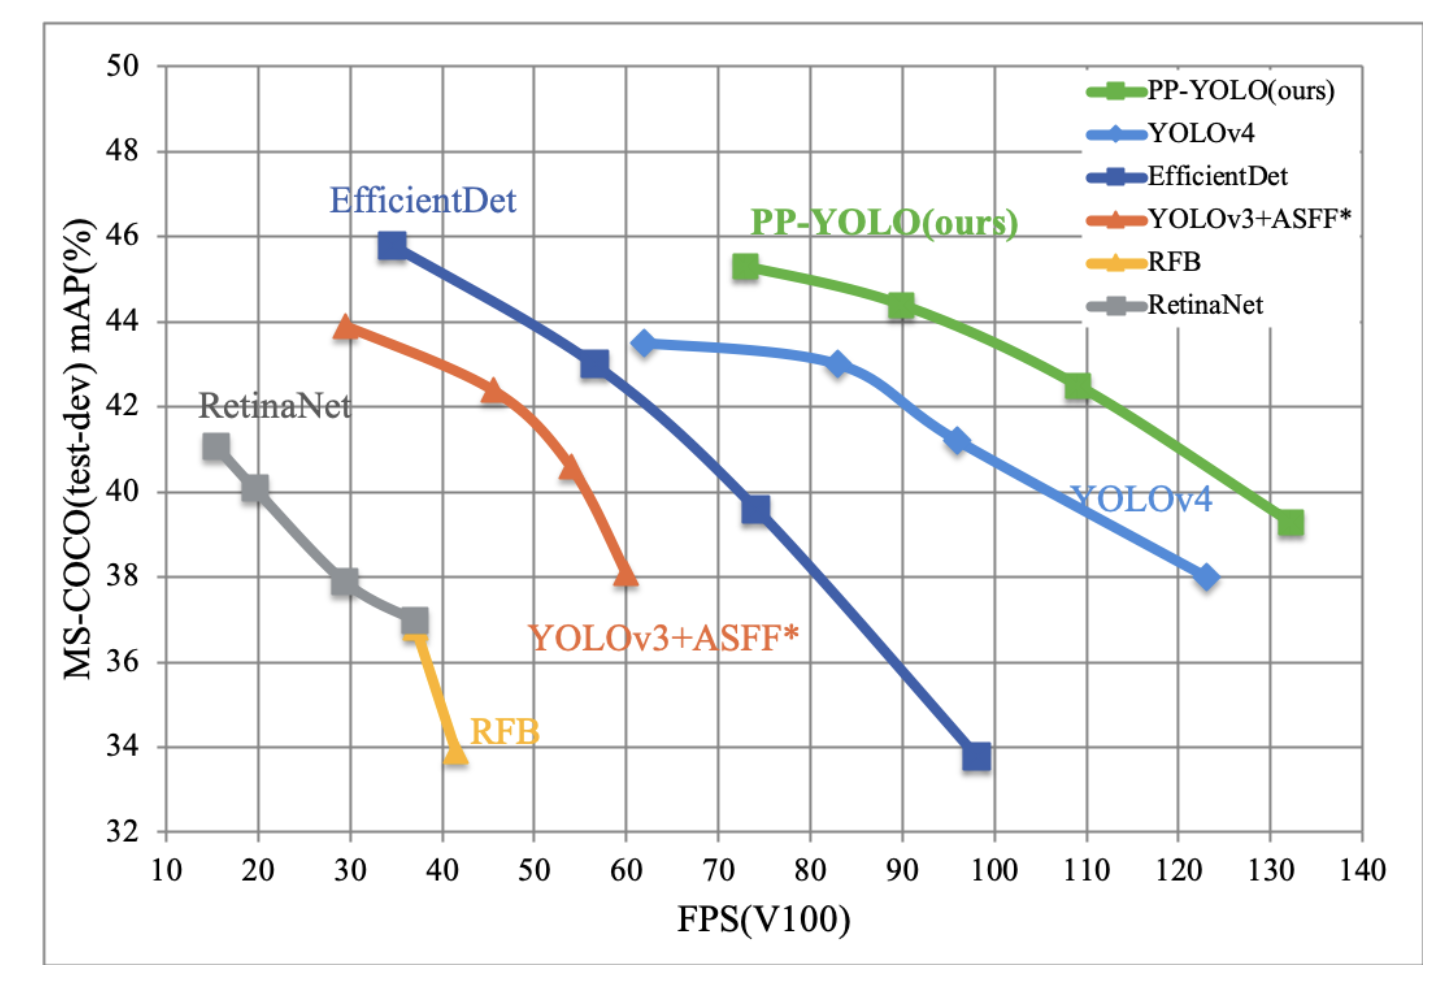 50
48
46
44
42
40
38
36
34
32
MS-COCO(test-dev) mAP(%)
10 20 30 40 50 60 70 80 90 100 110 120 130 140
FPS(V100)
PP-YOLO(ours)
YOLOv4
EfficientDet
YOLOv3+ASFF*
RFB
RetinaNet
EfficientDet
PP-YOLO(ours)
RetinaNet
YOLOv4
YOLOv3+ASFF*
RFB